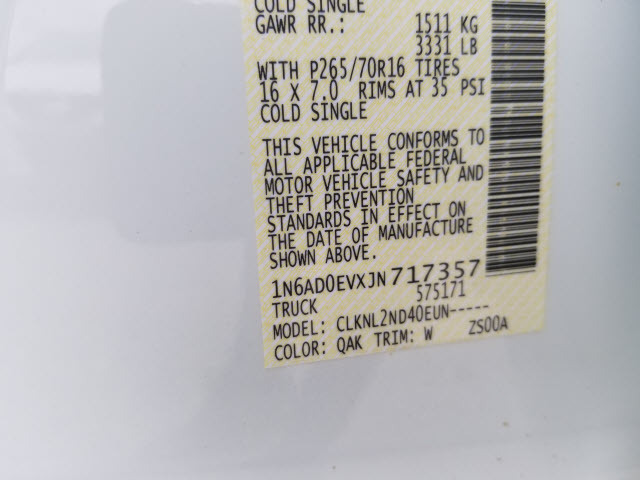 COLD SINGLE
GAWR RR.: 1511 KG
3331 LB
WITH P265/70R16 TIRES
16 X 7.0 RIMS AT 35 PSI
COLD SINGLE
THIS VEHICLE CONFORMS TO
ALL APPLICABLE FEDERAL
MOTOR VEHICLE SAFETY AND
THEFT PREVENTION
STANDARDS IN EFFECT ON
THE DATE OF MANUFACTURE
SHOWN ABOVE.
1N6AD0EVXJN717357
TRUCK 575171
MODEL: CLKNL2ND40EUN-----
COLOR: QAK TRIM: W ZS00A